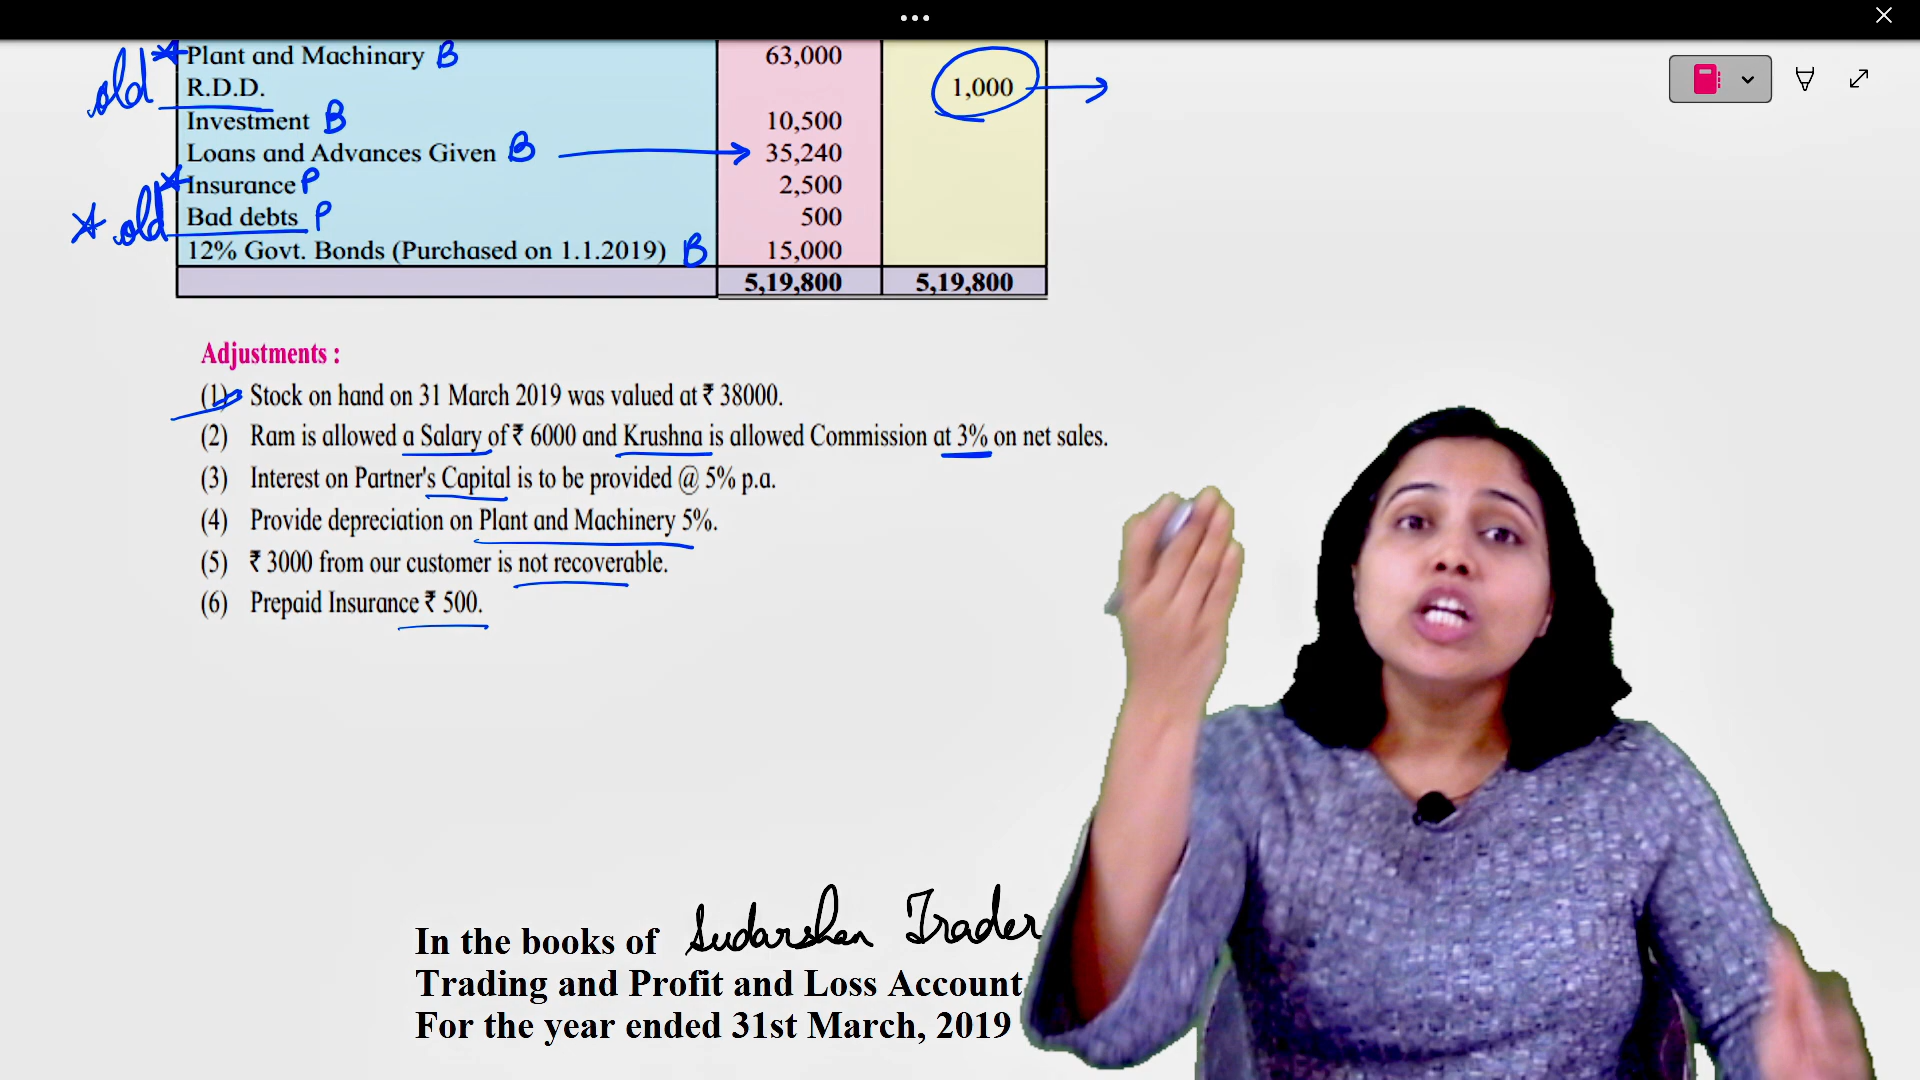 Plant and Machinary B 63,000
old R.D.D. 1,000
Investment B 10,500
Loans and Advances Given B 35,240
Insurance P 2,500
old Bad debts P 500
12% Govt. Bonds (Purchased on 1.1.2019) B 15,000
5,19,800 5,19,800
Adjustments :
(1) Stock on hand on 31 March 2019 was valued at ₹ 38000.
(2) Ram is allowed a Salary of ₹ 6000 and Krushna is allowed Commission at 3% on net sales.
(3) Interest on Partner's Capital is to be provided @ 5% p.a.
(4) Provide depreciation on Plant and Machinery 5%.
(5) ₹ 3000 from our customer is not recoverable.
(6) Prepaid Insurance ₹ 500.
In the books of Sudarshan Trader
Trading and Profit and Loss Account
For the year ended 31st March, 2019